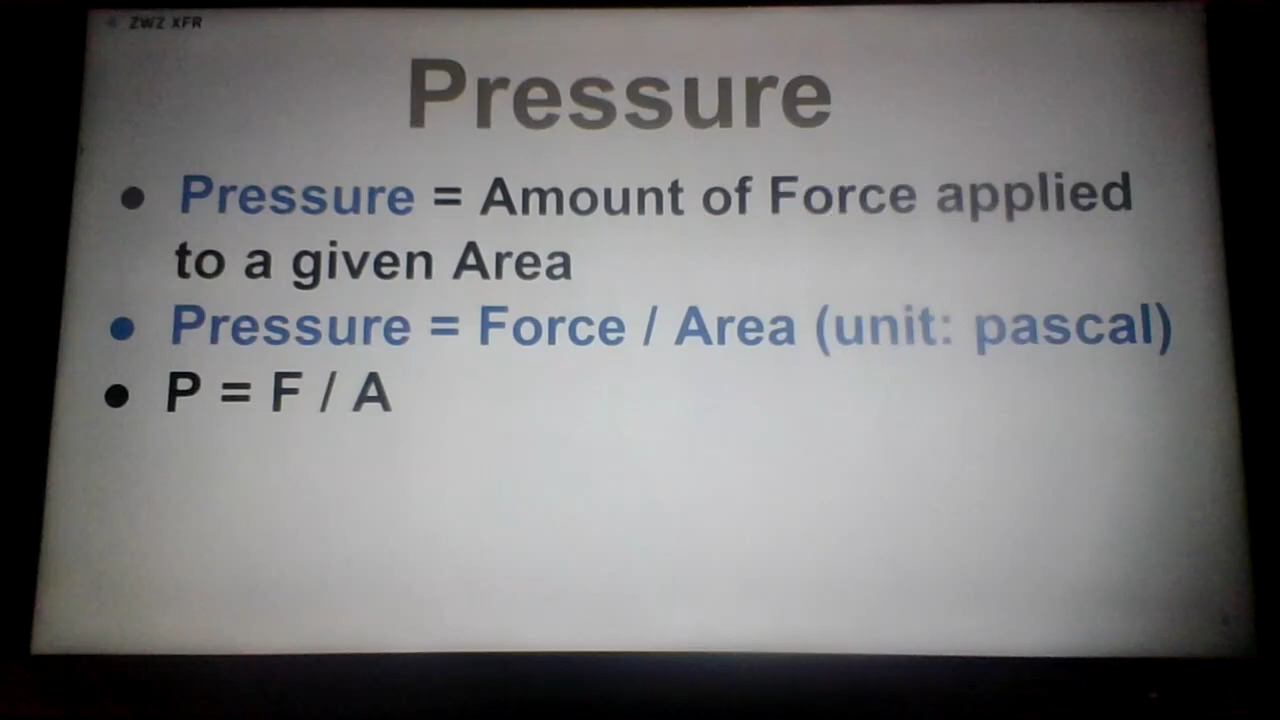 ZWZ XFR
Pressure
● Pressure = Amount of Force applied
to a given Area
● Pressure = Force / Area (unit: pascal)
● P = F / A